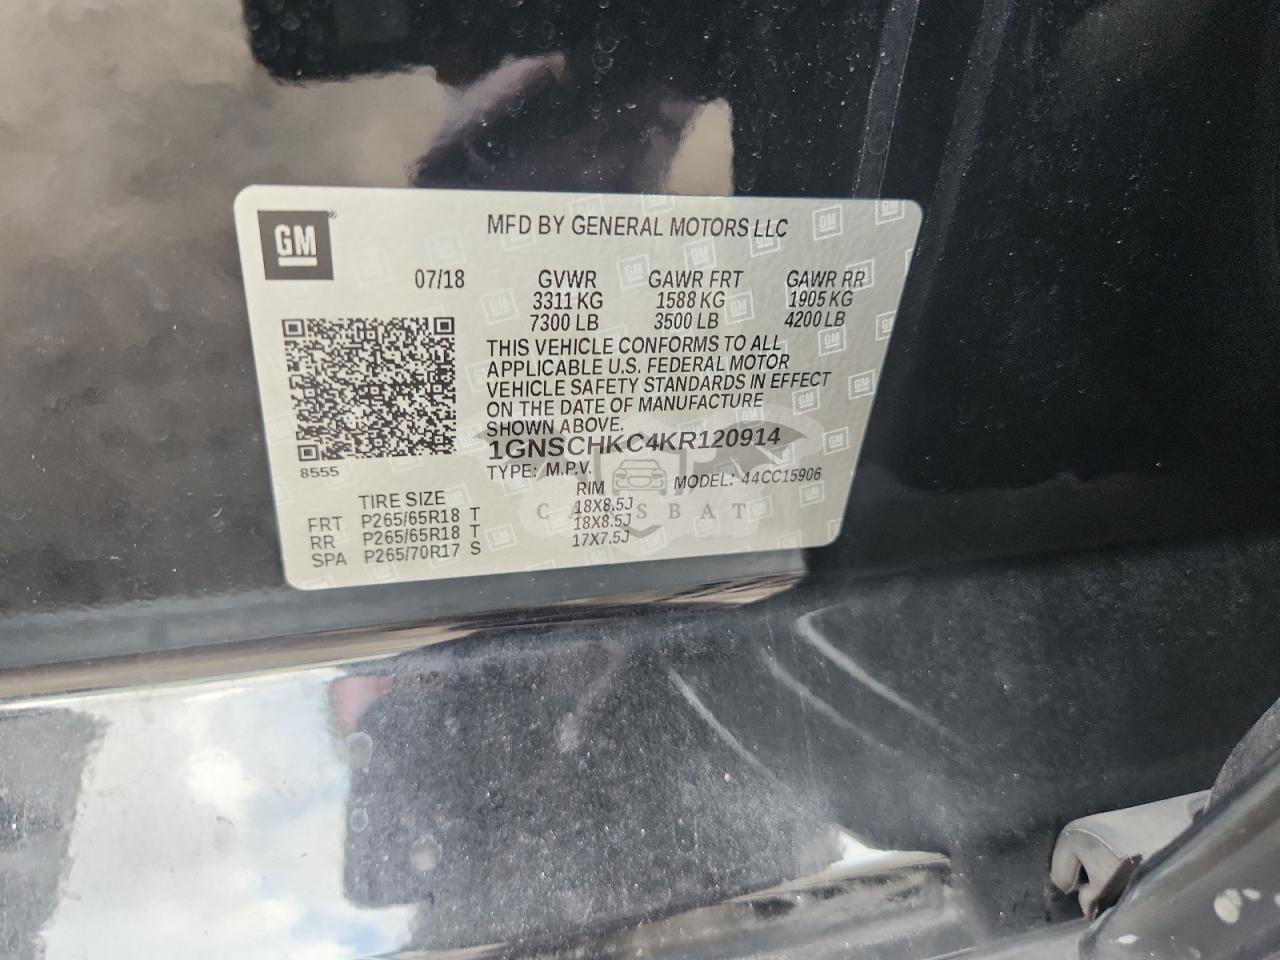 GM
MFD BY GENERAL MOTORS LLC
07/18 GVWR GAWR FRT GAWR RR
3311 KG 1588 KG 1905 KG
7300 LB 3500 LB 4200 LB
THIS VEHICLE CONFORMS TO ALL
APPLICABLE U.S. FEDERAL MOTOR
VEHICLE SAFETY STANDARDS IN EFFECT
ON THE DATE OF MANUFACTURE
SHOWN ABOVE.
1GNSCHKC4KR120914
8555
TYPE: M.P.V. MODEL: 44CC15906
TIRE SIZE RIM
FRT P265/65R18 T 18X8.5J
RR P265/65R18 T 18X8.5J
SPA P265/70R17 S 17X7.5J
CARSBAT